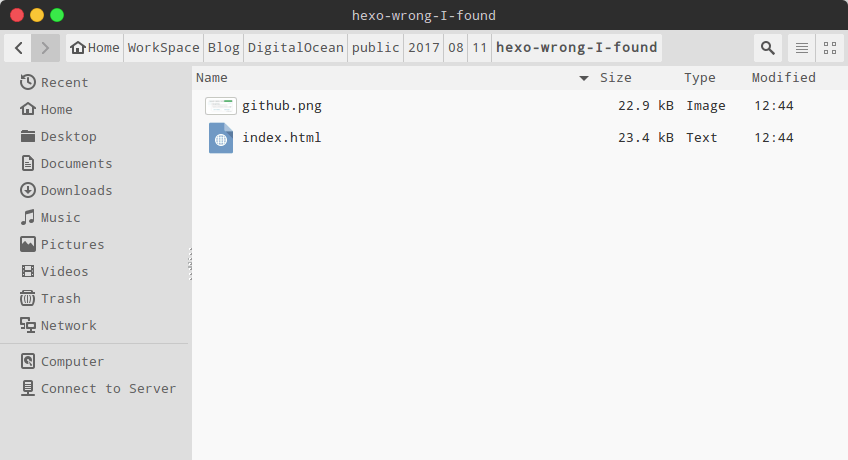 hexo-wrong-I-found
Home WorkSpace Blog DigitalOcean public 2017 08 11 hexo-wrong-I-found
Recent
Home
Desktop
Documents
Downloads
Music
Pictures
Videos
Trash
Network
Computer
Connect to Server
Name Size Type Modified
github.png 22.9 kB Image 12:44
index.html 23.4 kB Text 12:44